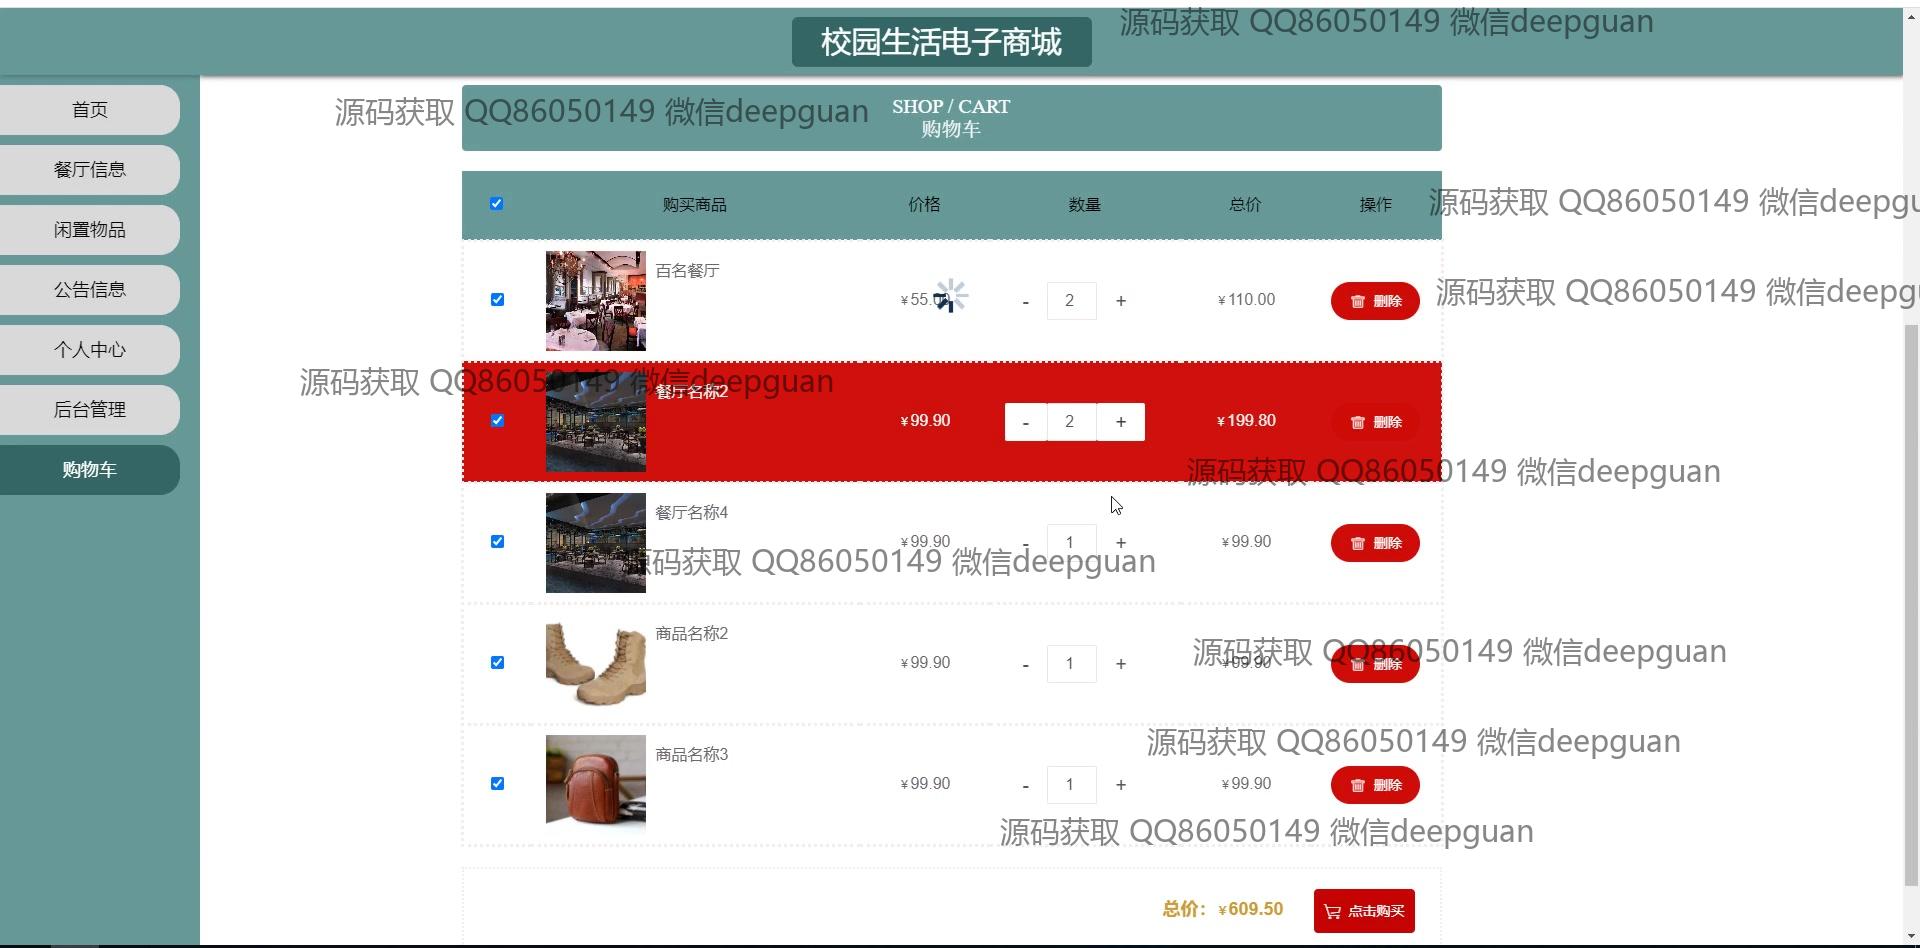 校园生活电子商城
源码获取 QQ86050149 微信deepguan
首页
餐厅信息
闲置物品
公告信息
个人中心
后台管理
购物车
源码获取 QQ86050149 微信deepguan
SHOP / CART
购物车
购买商品 价格 数量 总价 操作
源码获取 QQ86050149 微信deepgu
百名餐厅
¥55. - 2 + ¥110.00 删除
源码获取 QQ86050149 微信deepgu
源码获取 QQ86050149 微信deepguan
餐厅名称2
¥99.90 - 2 + ¥199.80 删除
源码获取 QQ86050149 微信deepguan
餐厅名称4
¥99.90 - 1 + ¥99.90 删除
源码获取 QQ86050149 微信deepguan
商品名称2
¥99.90 - 1 + ¥99.90 删除
源码获取 QQ86050149 微信deepguan
源码获取 QQ86050149 微信deepguan
商品名称3
¥99.90 - 1 + ¥99.90 删除
源码获取 QQ86050149 微信deepguan
总价：¥609.50 点击购买